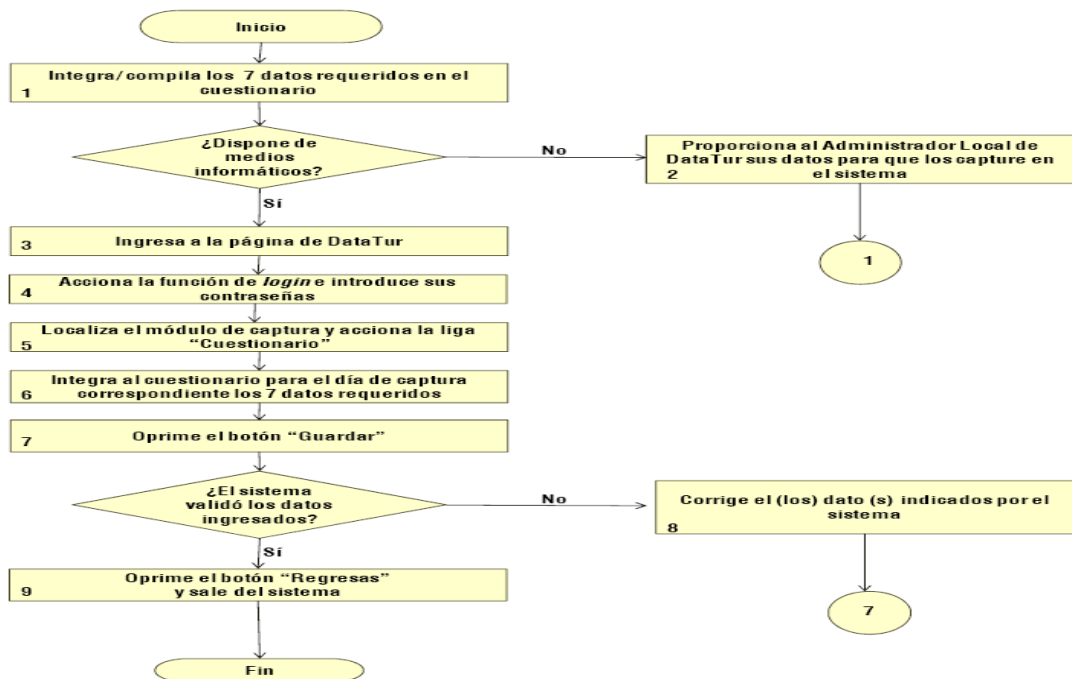 Inicio
Integra/compila los 7 datos requeridos en el
cuestionario
1
¿Dispone de
medios
informáticos?
No
Proporciona al Administrador Local de
DataTur sus datos para que los capture en
el sistema
2
Sí
1
Ingresa a la página de DataTur
3
Acciona la función de login e introduce sus
contraseñas
4
Localiza el módulo de captura y acciona la liga
“Cuestionario”
5
Integra al cuestionario para el día de captura
correspondiente los 7 datos requeridos
6
Oprime el botón “Guardar”
7
¿El sistema
validó los datos
ingresados?
No
Corrige el (los) dato (s) indicados por el
sistema
8
Sí
Oprime el botón “Regresas”
y sale del sistema
9
7
Fin